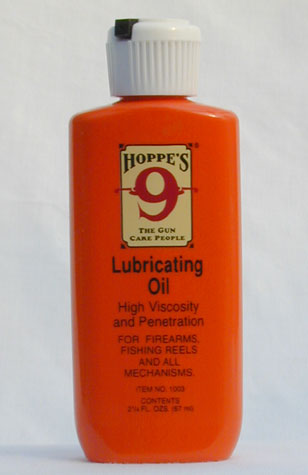 HOPPE'S
9
THE GUN
CARE PEOPLE
Lubricating
Oil
High Viscosity
and Penetration
FOR FIREARMS,
FISHING REELS
AND ALL
MECHANISMS.
ITEM NO. 1003
CONTENTS
2¼ FL. OZS. (67 ml)